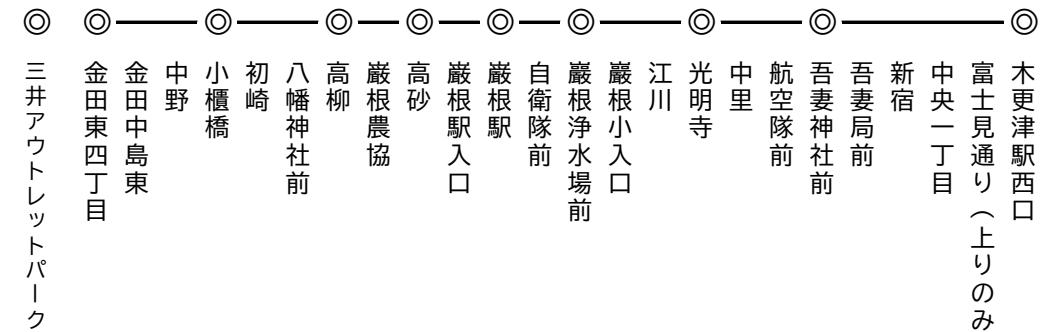 三井アウトレットパーク
金田東四丁目
金田中島東
中野
小櫃橋
初崎
八幡神社前
高柳
巌根農協
高砂
巌根駅入口
巌根駅
自衛隊前
巖根浄水場前
巌根小入口
江川
光明寺
中里
航空隊前
吾妻神社前
吾妻局前
新宿
中央一丁目
富士見通り（上りのみ
木更津駅西口